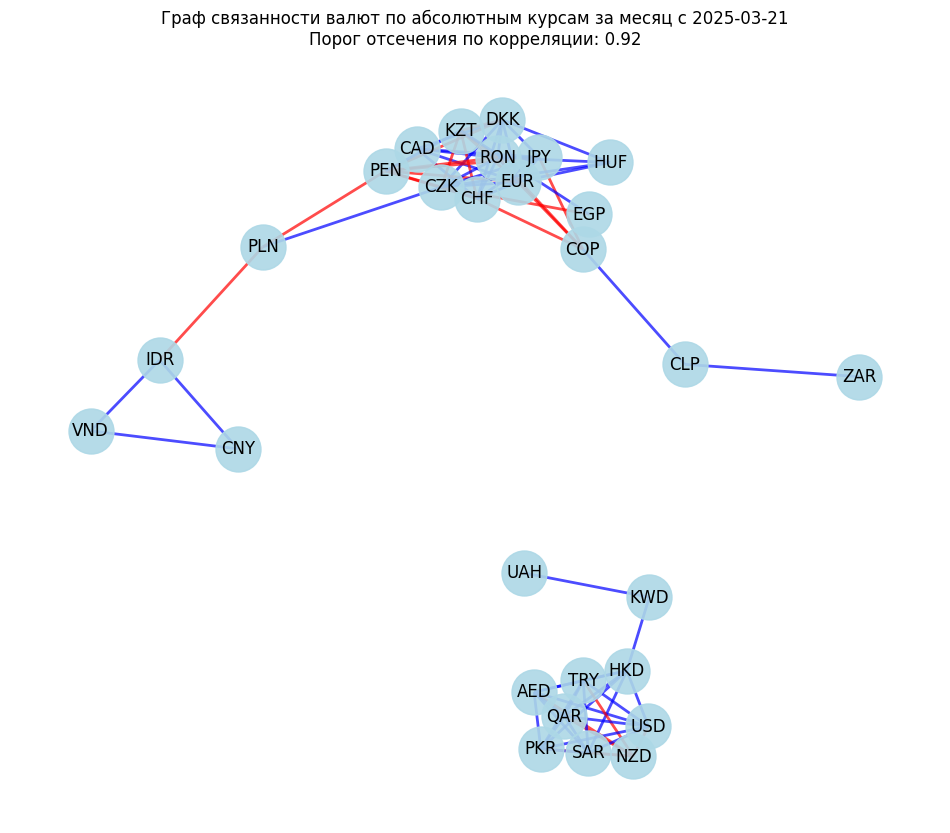 Граф связанности валют по абсолютным курсам за месяц с 2025-03-21
Порог отсечения по корреляции: 0.92
DKK
KZT
CAD
RON
JPY
HUF
PEN
CZK
EUR
CHF
EGP
PLN
COP
IDR
CLP
ZAR
VND
CNY
UAH
KWD
HKD
TRY
AED
QAR
USD
PKR
SAR
NZD